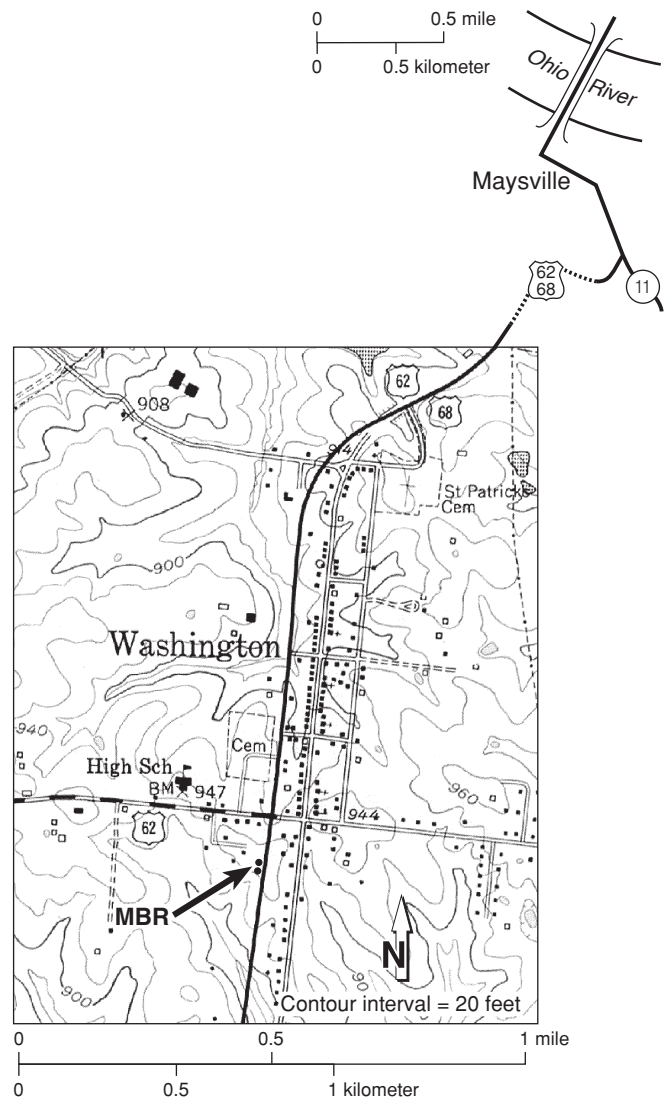 0 0.5 mile
0 0.5 kilometer
Ohio River
Maysville
62
68
11
62
908
68
914
St Patricks
Cem
900
Washington
940
Cem
High Sch
BM × 947
960
62
944
MBR
N
900
Contour interval = 20 feet
0 0.5 1 mile
0 0.5 1 kilometer